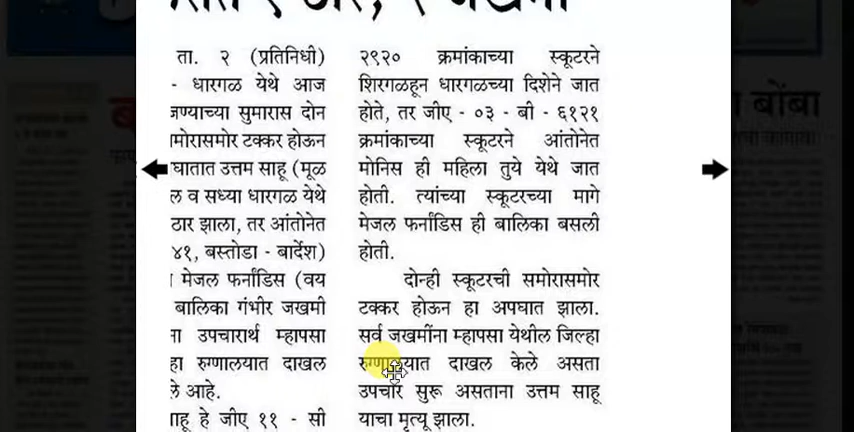 ता. २ (प्रतिनिधी)
- धारगळ येथे आज
सुमारास दोन
टक्कर होऊन
उत्तम साहू (मूळ
व सध्या धारगळ येथे
ठार झाला, तर आंतोनेत
४१, बस्तोडा - बार्देश)
मेजल फर्नांडिस (वय
बालिका गंभीर जखमी
उपचारार्थ म्हापसा
रुग्णालयात दाखल
आहे.
हे जीए ११ - सी
२९२० क्रमांकाच्या स्कूटरने
शिरगळहून धारगळच्या दिशेने जात
होते, तर जीए - ०३ - बी - ६१२१
क्रमांकाच्या स्कूटरने आंतोनेत
मोनिस ही महिला तुये येथे जात
होती. त्यांच्या स्कूटरच्या मागे
मेजल फर्नांडिस ही बालिका बसली
होती.
दोन्ही स्कूटरची समोरासमोर
टक्कर होऊन हा अपघात झाला.
सर्व जखमींना म्हापसा येथील जिल्हा
रुग्णालयात दाखल केले असता
उपचार सुरू असताना उत्तम साहू
याचा मृत्यू झाला.
बोंबा